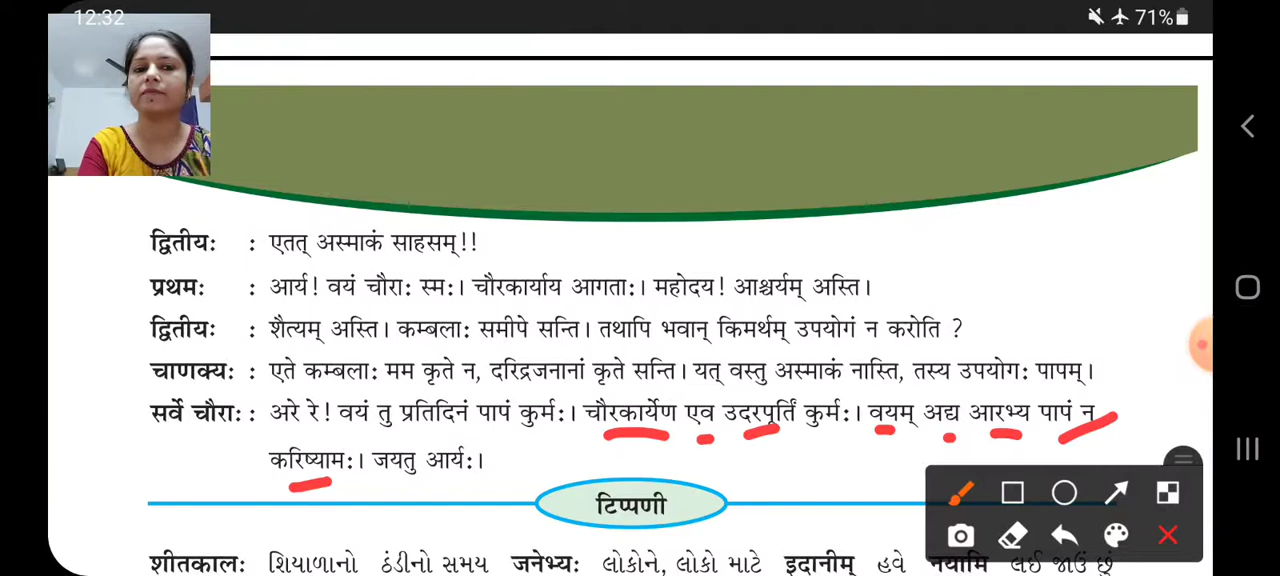 12:32
71%
द्वितीयः : एतत् अस्माकं साहसम्!!
प्रथमः : आर्य! वयं चौराः स्मः। चौरकार्याय आगताः। महोदय! आश्चर्यम् अस्ति।
द्वितीयः : शैत्यम् अस्ति। कम्बलाः समीपे सन्ति। तथापि भवान् किमर्थम् उपयोगं न करोति ?
चाणक्यः : एते कम्बलाः मम कृते न, दरिद्रजनानां कृते सन्ति। यत् वस्तु अस्माकं नास्ति, तस्य उपयोगः पापम्।
सर्वे चौराः : अरे रे! वयं तु प्रतिदिनं पापं कुर्मः। चौरकार्येण एव उदरपूर्तिं कुर्मः। वयम् अद्य आरभ्य पापं न
करिष्यामः। जयतु आर्यः।
टिप्पणी
शीतकालः શિયાળાનો ઠંડીનો સમય जनेभ्यः લોકોને, લોકો માટે इदानीम् હવે नयामि લઈ જાઉં છું